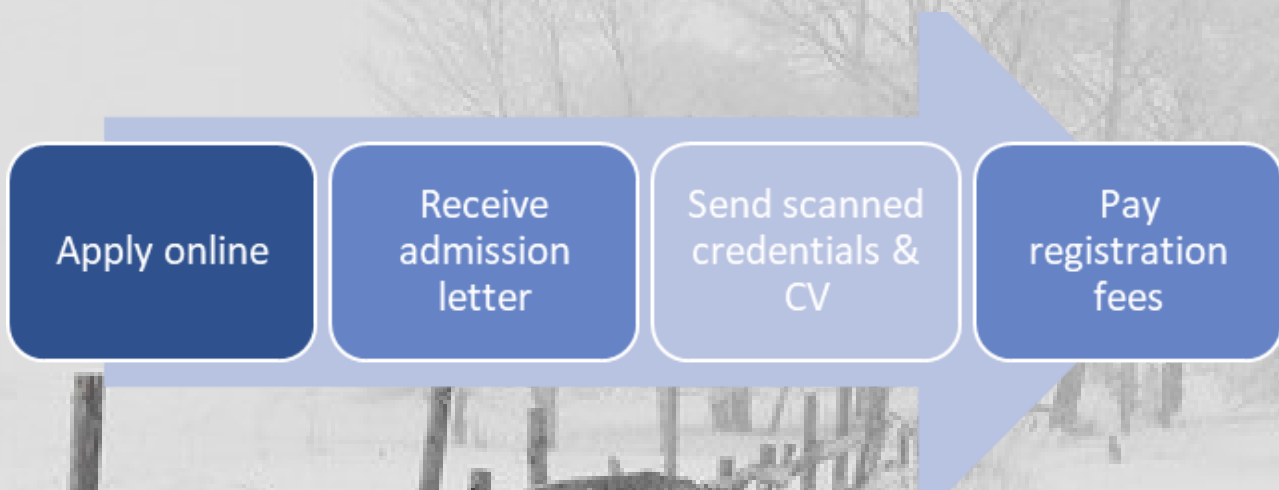 Apply online
Receive
admission
letter
Send scanned
credentials &
CV
Pay
registration
fees